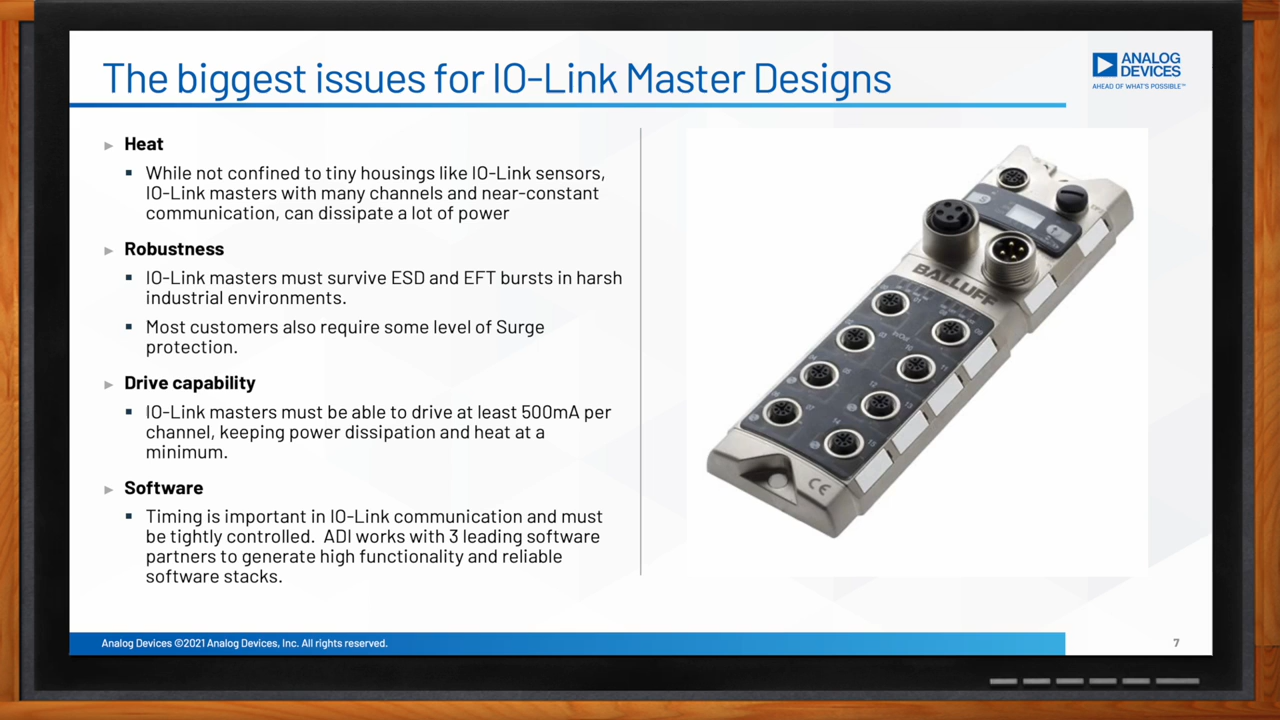 The biggest issues for IO-Link Master Designs
ANALOG
DEVICES
AHEAD OF WHAT'S POSSIBLE™
Heat
While not confined to tiny housings like IO-Link sensors,
IO-Link masters with many channels and near-constant
communication, can dissipate a lot of power
Robustness
IO-Link masters must survive ESD and EFT bursts in harsh
industrial environments.
Most customers also require some level of Surge
protection.
Drive capability
IO-Link masters must be able to drive at least 500mA per
channel, keeping power dissipation and heat at a
minimum.
Software
Timing is important in IO-Link communication and must
be tightly controlled.  ADI works with 3 leading software
partners to generate high functionality and reliable
software stacks.
BALLUFF
CE
Analog Devices ©2021 Analog Devices, Inc. All rights reserved.
7